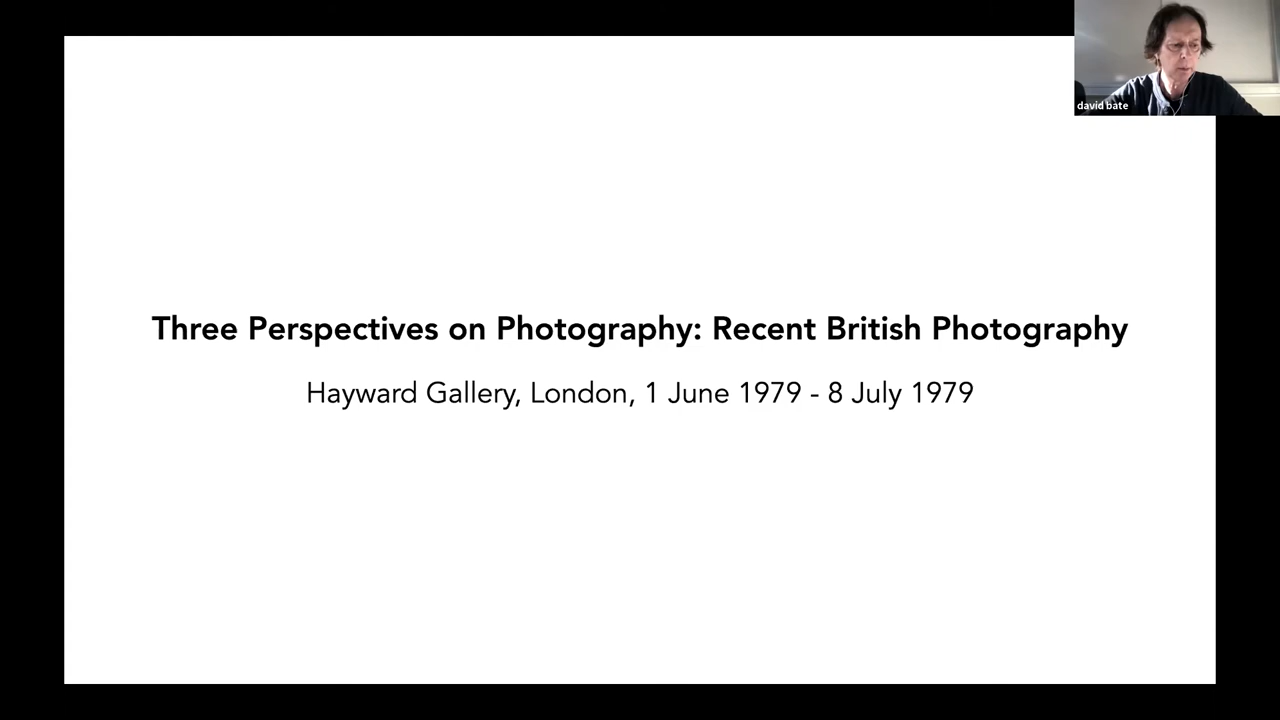 david bate
Three Perspectives on Photography: Recent British Photography
Hayward Gallery, London, 1 June 1979 - 8 July 1979